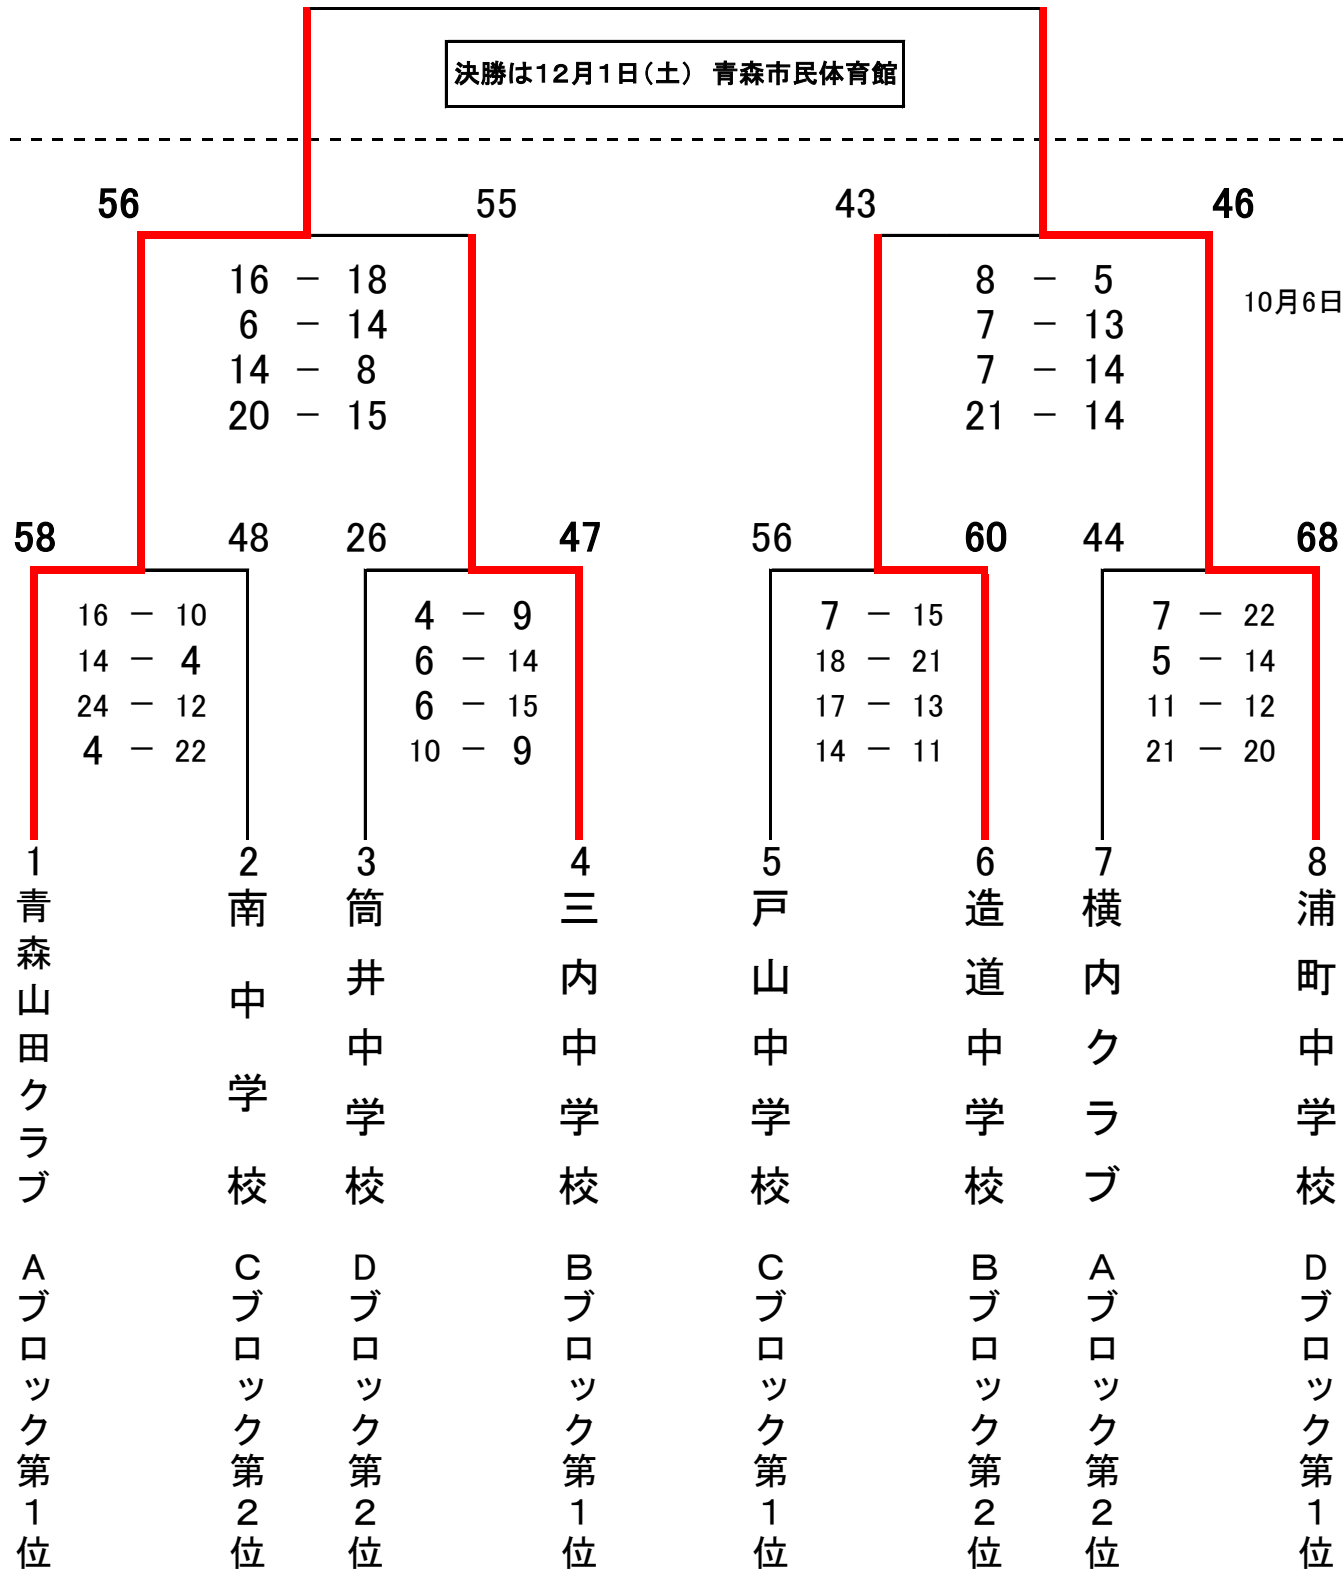 決勝は12月1日(土) 青森市民体育館
56 55 43 46
16 － 18 8 － 5
10月6日
6 － 14 7 － 13
14 － 8 7 － 14
20 － 15 21 － 14
58 48 26 47 56 60 44 68
16 － 10 4 － 9 7 － 15 7 － 22
14 － 4 6 － 14 18 － 21 5 － 14
24 － 12 6 － 15 17 － 13 11 － 12
4 － 22 10 － 9 14 － 11 21 － 20
1 2 3 4 5 6 7 8
青森山田クラブ
南中学校
筒井中学校
三内中学校
戸山中学校
造道中学校
横内クラブ
浦町中学校
Aブロック第1位
Cブロック第2位
Dブロック第2位
Bブロック第1位
Cブロック第1位
Bブロック第2位
Aブロック第2位
Dブロック第1位